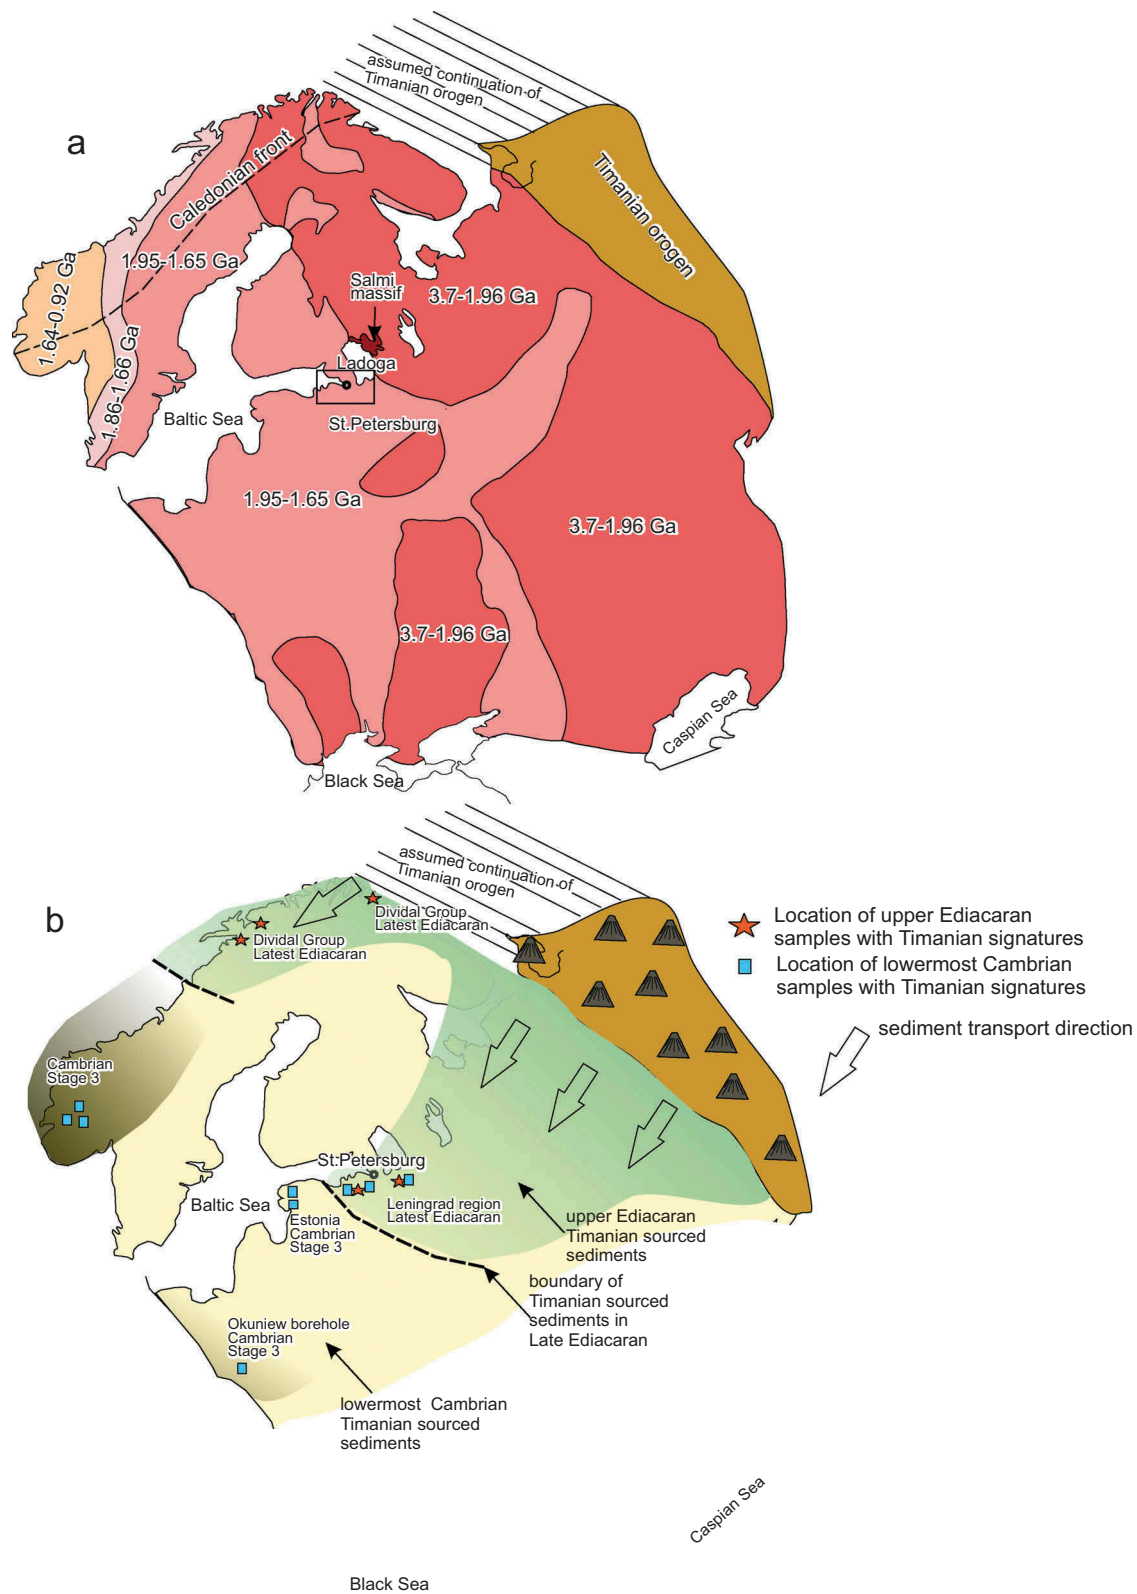 assumed continuation of
Timanian orogen
a
Caledonian front
Timanian orogen
1.95-1.65 Ga
Salmi
massif
3.7-1.96 Ga
1.64-0.92 Ga
1.86-1.66 Ga
Ladoga
Baltic Sea
St.Petersburg
1.95-1.65 Ga
3.7-1.96 Ga
3.7-1.96 Ga
Caspian Sea
Black Sea
assumed continuation of
Timanian orogen
b
Dividal Group
Latest Ediacaran
Dividal Group
Latest Ediacaran
Location of upper Ediacaran
samples with Timanian signatures
Location of lowermost Cambrian
samples with Timanian signatures
sediment transport direction
Cambrian
Stage 3
St.Petersburg
Baltic Sea
Estonia
Cambrian
Stage 3
Leningrad region
Latest Ediacaran
upper Ediacaran
Timanian sourced
sediments
boundary of
Timanian sourced
sediments in
Late Ediacaran
Okuniew borehole
Cambrian
Stage 3
lowermost Cambrian
Timanian sourced
sediments
Caspian Sea
Black Sea